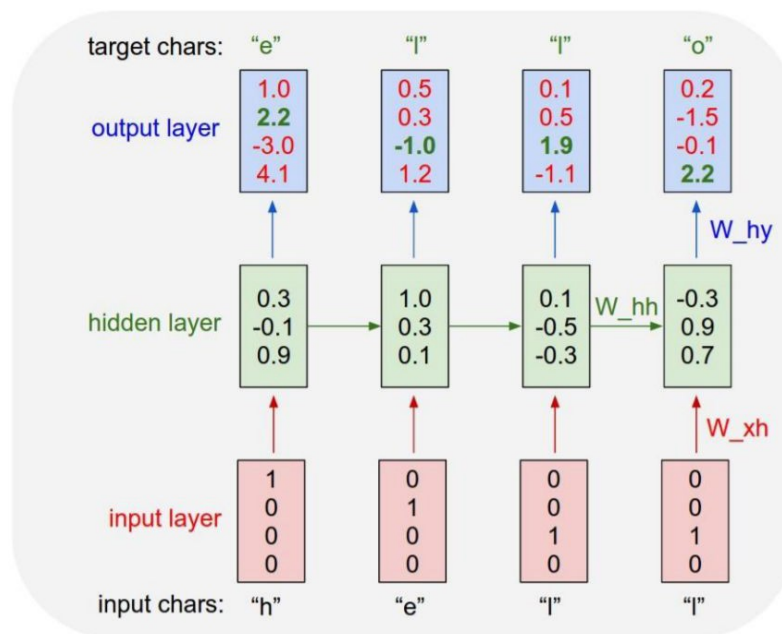 target chars: “e” “l” “l” “o”
1.0 0.5 0.1 0.2
2.2 0.3 0.5 -1.5
output layer
-3.0 -1.0 1.9 -0.1
4.1 1.2 -1.1 2.2
W_hy
0.3 1.0 0.1 -0.3
W_hh
hidden layer
-0.1 0.3 -0.5 0.9
0.9 0.1 -0.3 0.7
W_xh
1 0 0 0
0 1 0 0
input layer
0 0 1 1
0 0 0 0
input chars: “h” “e” “l” “l”